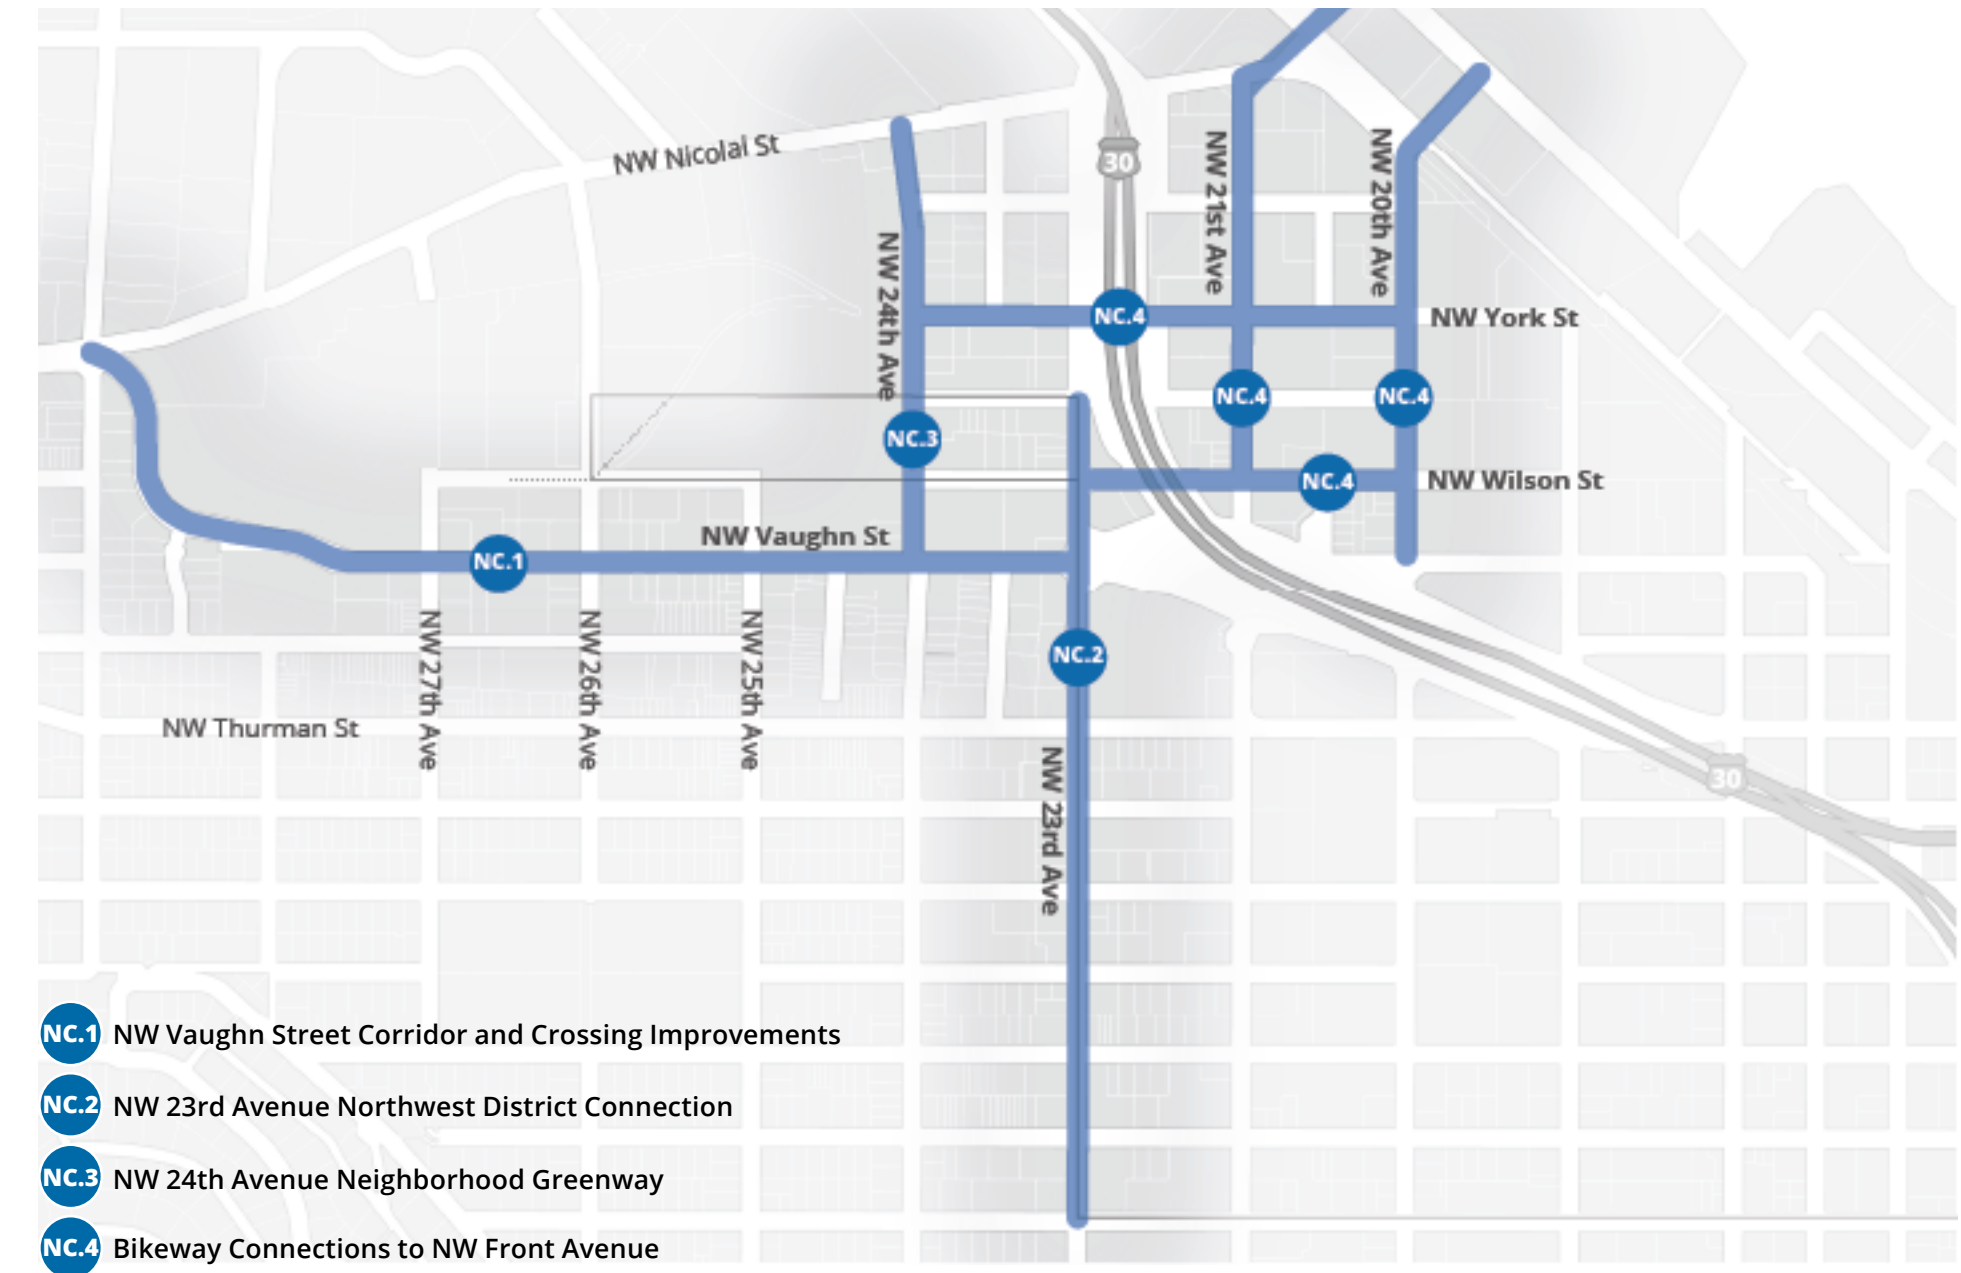 NW Nicolai St
30
NW 21st Ave
NW 20th Ave
NW 24th Ave
NC.4
NW York St
NC.4
NC.4
NC.3
NC.4
NW Wilson St
NW Vaughn St
NC.1
NW 27th Ave
NW 26th Ave
NW 25th Ave
NC.2
NW Thurman St
NW 23rd Ave
30
NC.1 NW Vaughn Street Corridor and Crossing Improvements
NC.2 NW 23rd Avenue Northwest District Connection
NC.3 NW 24th Avenue Neighborhood Greenway
NC.4 Bikeway Connections to NW Front Avenue